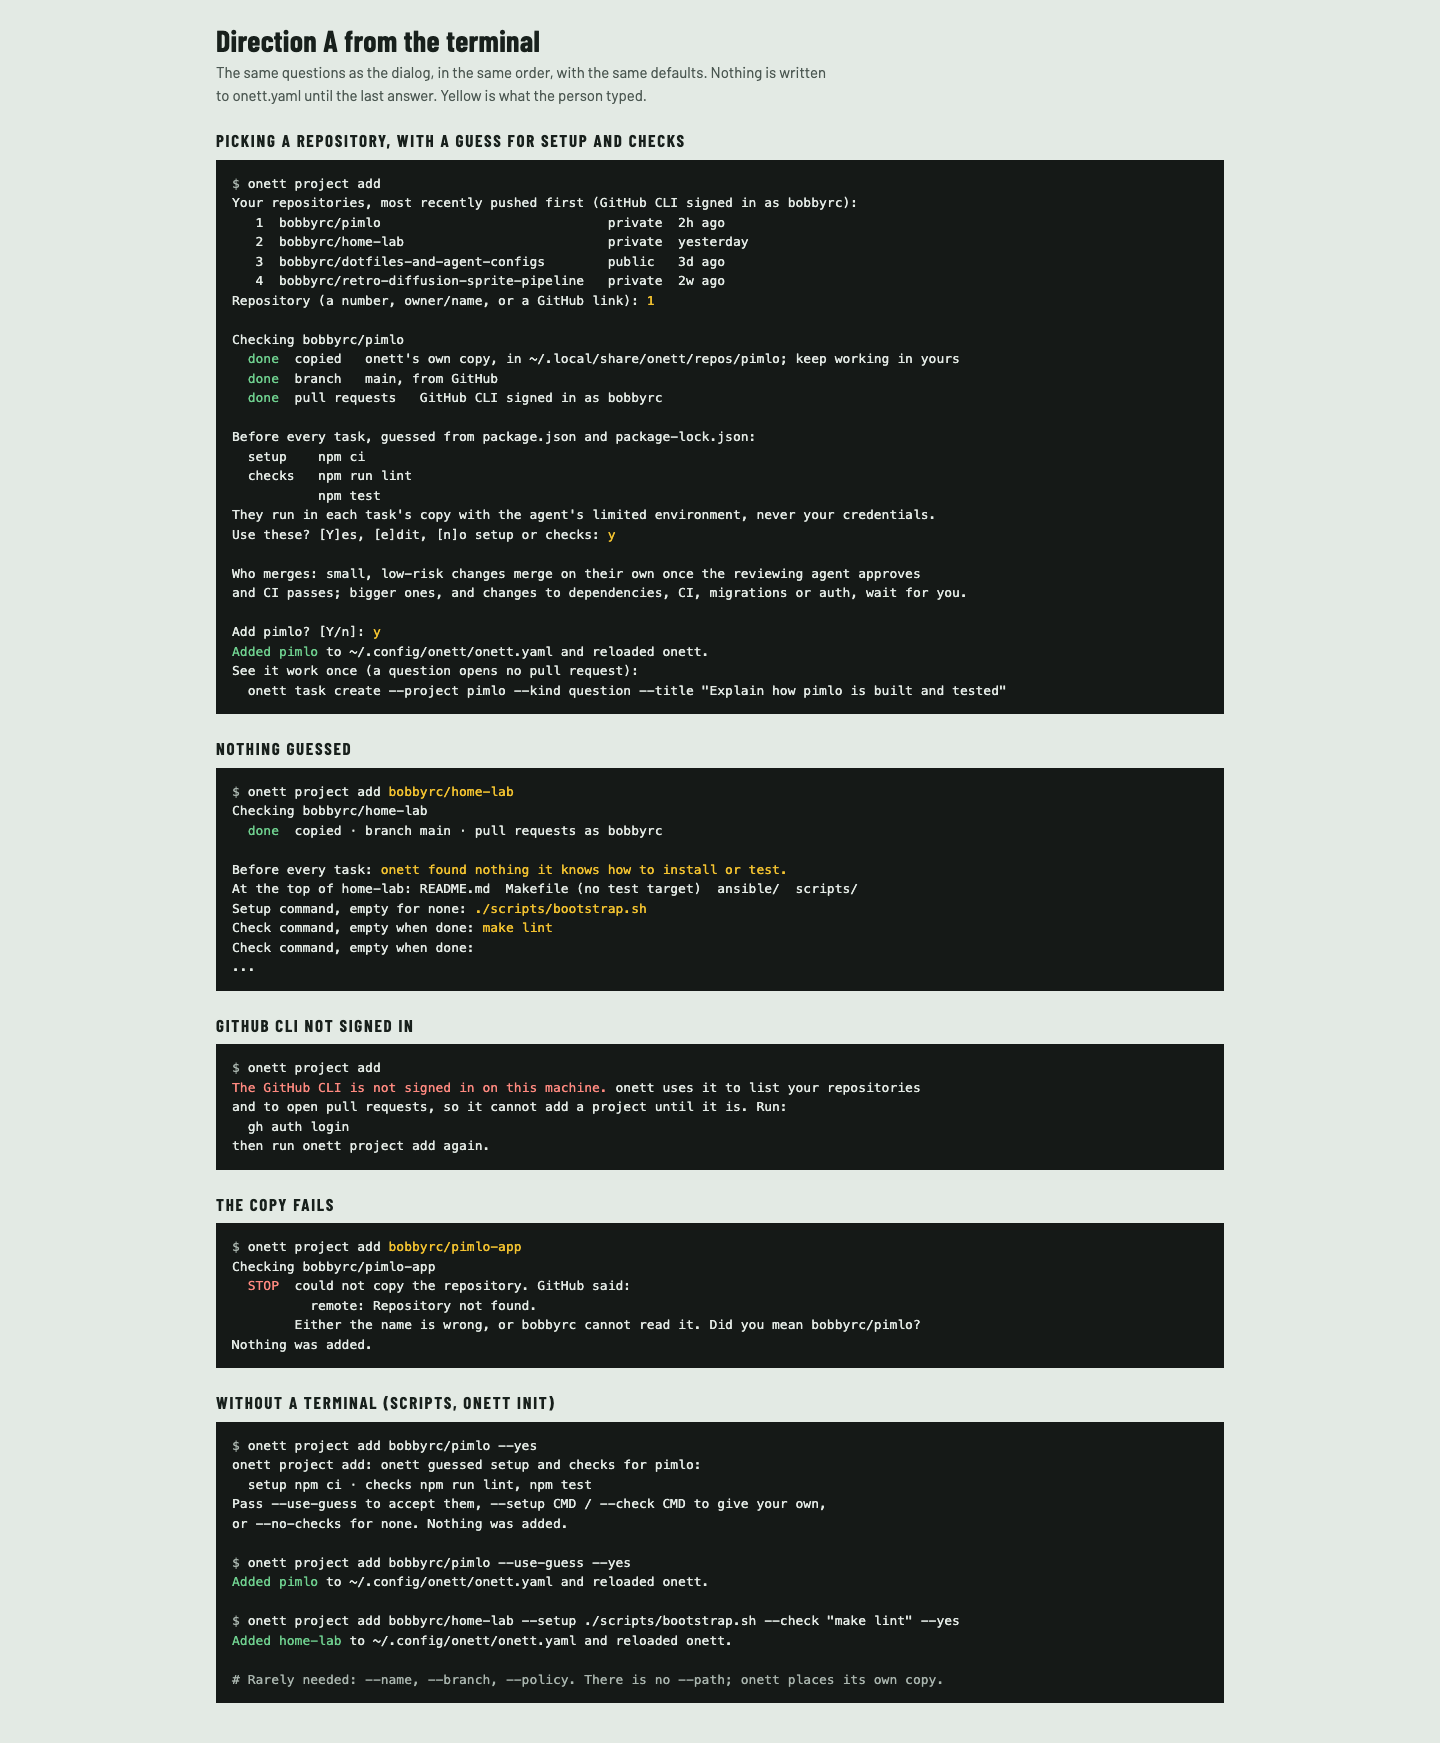 Direction A from the terminal
The same questions as the dialog, in the same order, with the same defaults. Nothing is written
to onett.yaml until the last answer. Yellow is what the person typed.
PICKING A REPOSITORY, WITH A GUESS FOR SETUP AND CHECKS
$ onett project add
Your repositories, most recently pushed first (GitHub CLI signed in as bobbyrc):
1  bobbyrc/pimlo  private  2h ago
2  bobbyrc/home-lab  private  yesterday
3  bobbyrc/dotfiles-and-agent-configs  public  3d ago
4  bobbyrc/retro-diffusion-sprite-pipeline  private  2w ago
Repository (a number, owner/name, or a GitHub link): 1
Checking bobbyrc/pimlo
done  copied  onett's own copy, in ~/.local/share/onett/repos/pimlo; keep working in yours
done  branch  main, from GitHub
done  pull requests  GitHub CLI signed in as bobbyrc
Before every task, guessed from package.json and package-lock.json:
setup  npm ci
checks  npm run lint
npm test
They run in each task's copy with the agent's limited environment, never your credentials.
Use these? [Y]es, [e]dit, [n]o setup or checks: y
Who merges: small, low-risk changes merge on their own once the reviewing agent approves
and CI passes; bigger ones, and changes to dependencies, CI, migrations or auth, wait for you.
Add pimlo? [Y/n]: y
Added pimlo to ~/.config/onett/onett.yaml and reloaded onett.
See it work once (a question opens no pull request):
onett task create --project pimlo --kind question --title "Explain how pimlo is built and tested"
NOTHING GUESSED
$ onett project add bobbyrc/home-lab
Checking bobbyrc/home-lab
done  copied · branch main · pull requests as bobbyrc
Before every task: onett found nothing it knows how to install or test.
At the top of home-lab: README.md  Makefile (no test target)  ansible/  scripts/
Setup command, empty for none: ./scripts/bootstrap.sh
Check command, empty when done: make lint
Check command, empty when done:
...
GITHUB CLI NOT SIGNED IN
$ onett project add
The GitHub CLI is not signed in on this machine. onett uses it to list your repositories
and to open pull requests, so it cannot add a project until it is. Run:
gh auth login
then run onett project add again.
THE COPY FAILS
$ onett project add bobbyrc/pimlo-app
Checking bobbyrc/pimlo-app
STOP  could not copy the repository. GitHub said:
remote: Repository not found.
Either the name is wrong, or bobbyrc cannot read it. Did you mean bobbyrc/pimlo?
Nothing was added.
WITHOUT A TERMINAL (SCRIPTS, ONETT INIT)
$ onett project add bobbyrc/pimlo --yes
onett project add: onett guessed setup and checks for pimlo:
setup npm ci · checks npm run lint, npm test
Pass --use-guess to accept them, --setup CMD / --check CMD to give your own,
or --no-checks for none. Nothing was added.
$ onett project add bobbyrc/pimlo --use-guess --yes
Added pimlo to ~/.config/onett/onett.yaml and reloaded onett.
$ onett project add bobbyrc/home-lab --setup ./scripts/bootstrap.sh --check "make lint" --yes
Added home-lab to ~/.config/onett/onett.yaml and reloaded onett.
# Rarely needed: --name, --branch, --policy. There is no --path; onett places its own copy.